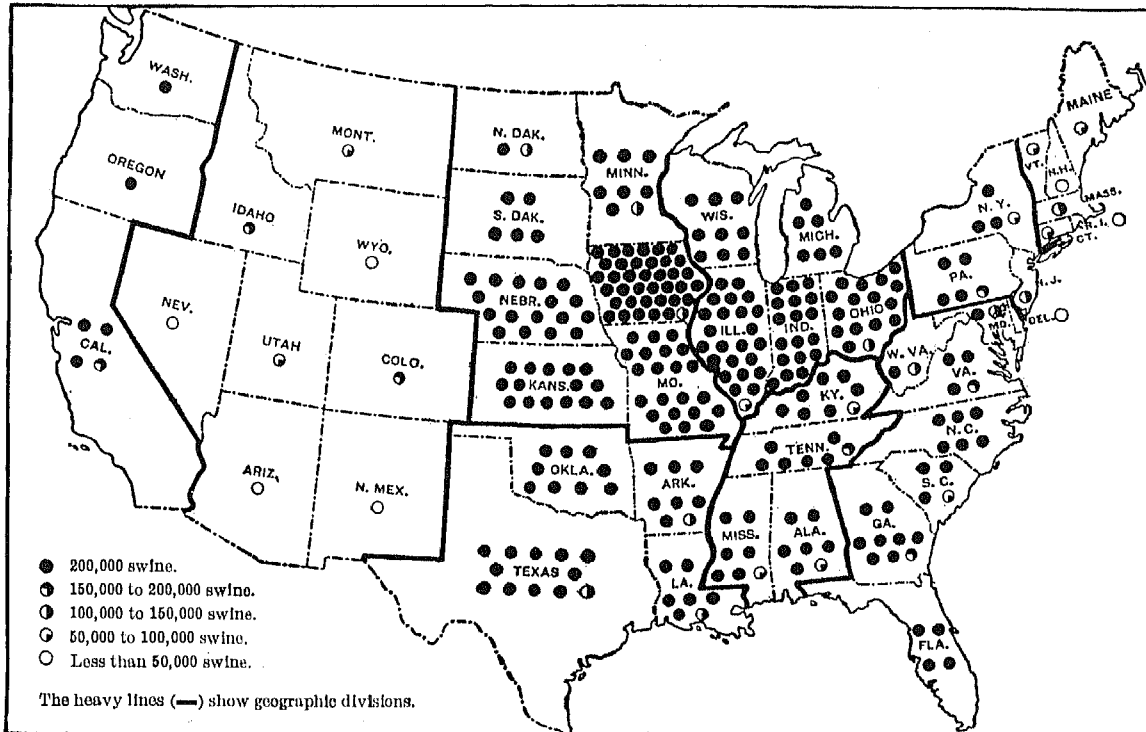 WASH.
MONT.
N. DAK.
MINN.
MAINE
VT.
N.H.
OREGON
IDAHO
S. DAK.
WIS.
MICH.
N.Y.
MASS.
R.I.
CT.
WYO.
NEBR.
PA.
N.J.
NEV.
ILL.
IND.
OHIO
MD.
DEL.
CAL.
UTAH
COLO.
KANS.
MO.
W. VA.
VA.
KY.
N.C.
TENN.
ARIZ.
N. MEX.
OKLA.
ARK.
S. C.
MISS.
ALA.
GA.
TEXAS
LA.
FLA.
200,000 swine.
150,000 to 200,000 swine.
100,000 to 150,000 swine.
50,000 to 100,000 swine.
Less than 50,000 swine.
The heavy lines (—) show geographic divisions.